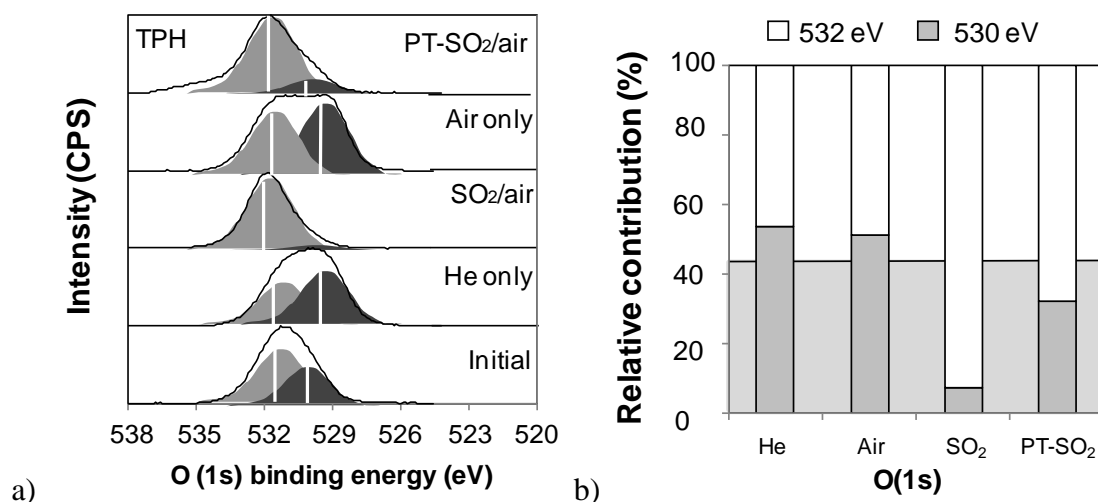 TPH
PT-SO₂/air
Air only
SO₂/air
He only
Initial
Intensity (CPS)
538 535 532 529 526 523 520
O (1s) binding energy (eV)
a)
532 eV 530 eV
100
80
60
40
20
0
Relative contribution (%)
He Air SO₂ PT-SO₂
O(1s)
b)